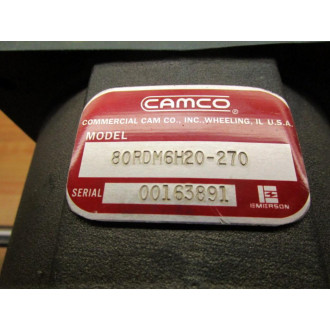 CAMCO®
COMMERCIAL CAM CO., INC., WHEELING, IL U.S.A.
MODEL
80RDM6H20-270
SERIAL 00163891
EMERSON